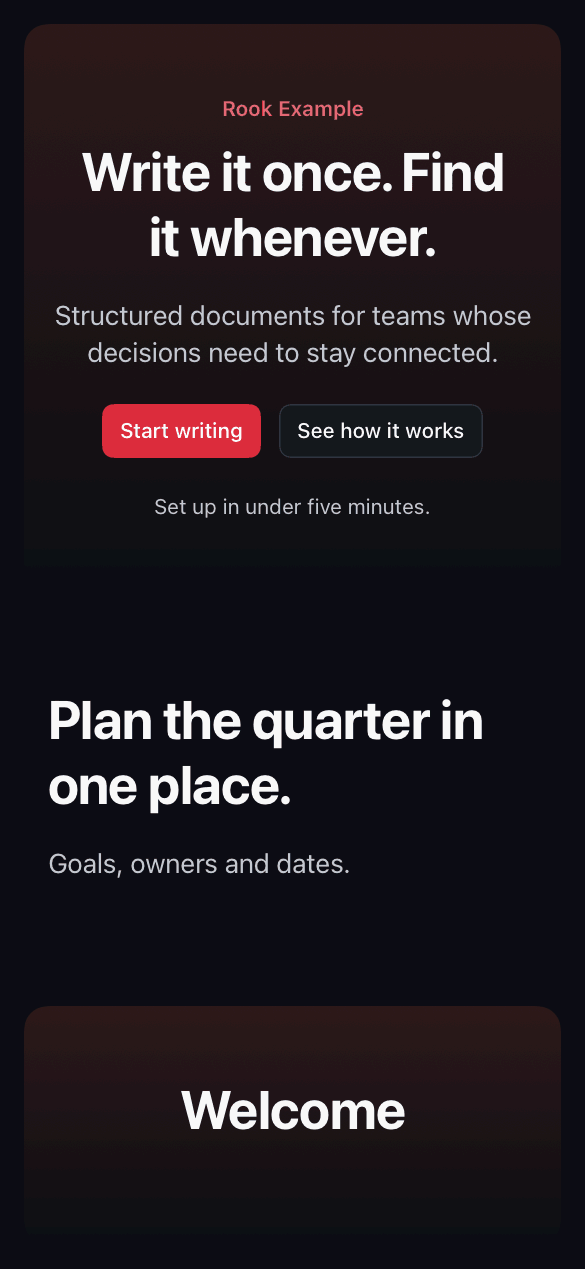 Rook Example
Write it once. Find
it whenever.
Structured documents for teams whose
decisions need to stay connected.
Start writing
See how it works
Set up in under five minutes.
Plan the quarter in
one place.
Goals, owners and dates.
Welcome